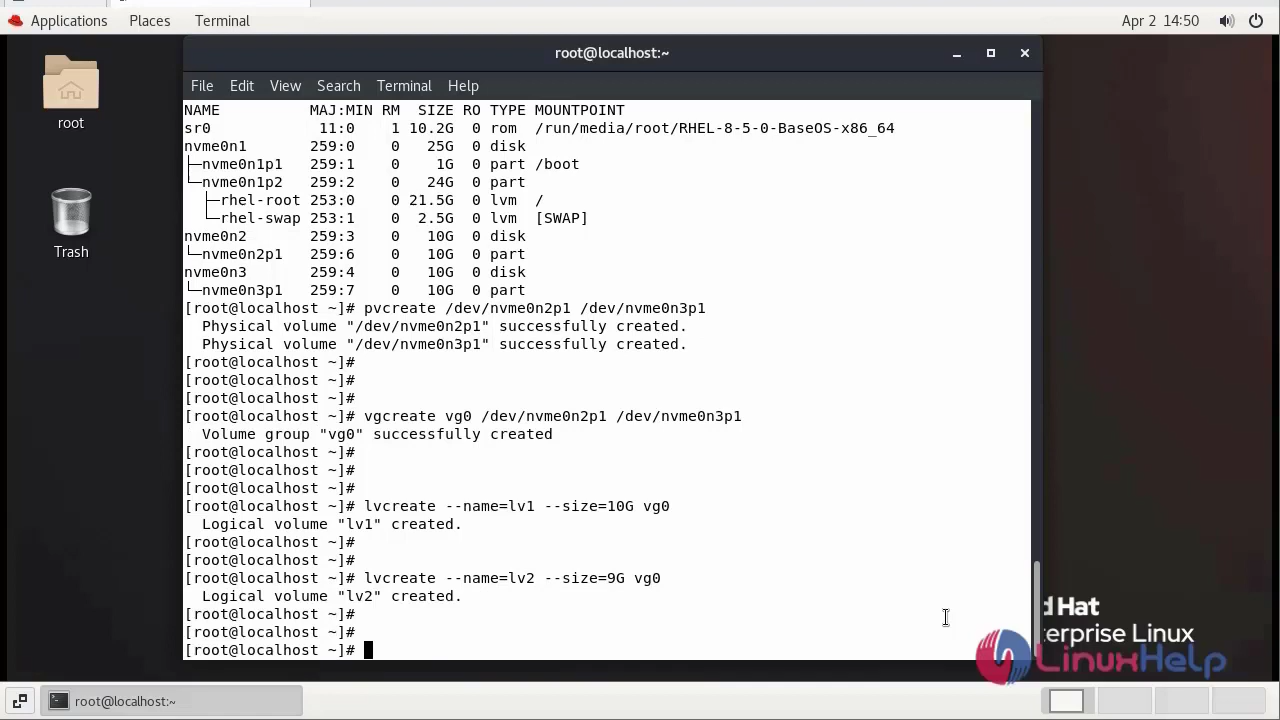 Applications Places Terminal Apr 2 14:50
root@localhost:~
File Edit View Search Terminal Help
root
Trash
NAME MAJ:MIN RM SIZE RO TYPE MOUNTPOINT
sr0 11:0 1 10.2G 0 rom /run/media/root/RHEL-8-5-0-BaseOS-x86_64
nvme0n1 259:0 0 25G 0 disk
├─nvme0n1p1 259:1 0 1G 0 part /boot
└─nvme0n1p2 259:2 0 24G 0 part
├─rhel-root 253:0 0 21.5G 0 lvm /
└─rhel-swap 253:1 0 2.5G 0 lvm [SWAP]
nvme0n2 259:3 0 10G 0 disk
└─nvme0n2p1 259:6 0 10G 0 part
nvme0n3 259:4 0 10G 0 disk
└─nvme0n3p1 259:7 0 10G 0 part
[root@localhost ~]# pvcreate /dev/nvme0n2p1 /dev/nvme0n3p1
Physical volume "/dev/nvme0n2p1" successfully created.
Physical volume "/dev/nvme0n3p1" successfully created.
[root@localhost ~]#
[root@localhost ~]#
[root@localhost ~]#
[root@localhost ~]# vgcreate vg0 /dev/nvme0n2p1 /dev/nvme0n3p1
Volume group "vg0" successfully created
[root@localhost ~]#
[root@localhost ~]#
[root@localhost ~]#
[root@localhost ~]# lvcreate --name=lv1 --size=10G vg0
Logical volume "lv1" created.
[root@localhost ~]#
[root@localhost ~]#
[root@localhost ~]# lvcreate --name=lv2 --size=9G vg0
Logical volume "lv2" created.
[root@localhost ~]#
[root@localhost ~]#
[root@localhost ~]#
d Hat
terprise Linux
LinuxHelp
root@localhost:~